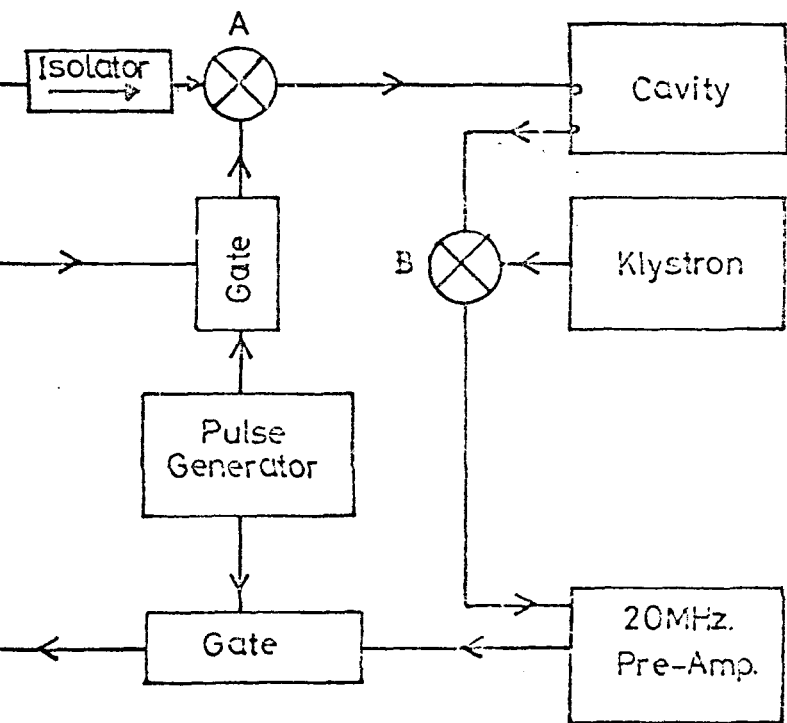 A
Isolator
Cavity
Gate
B
Klystron
Pulse
Generator
Gate
20MHz.
Pre-Amp.